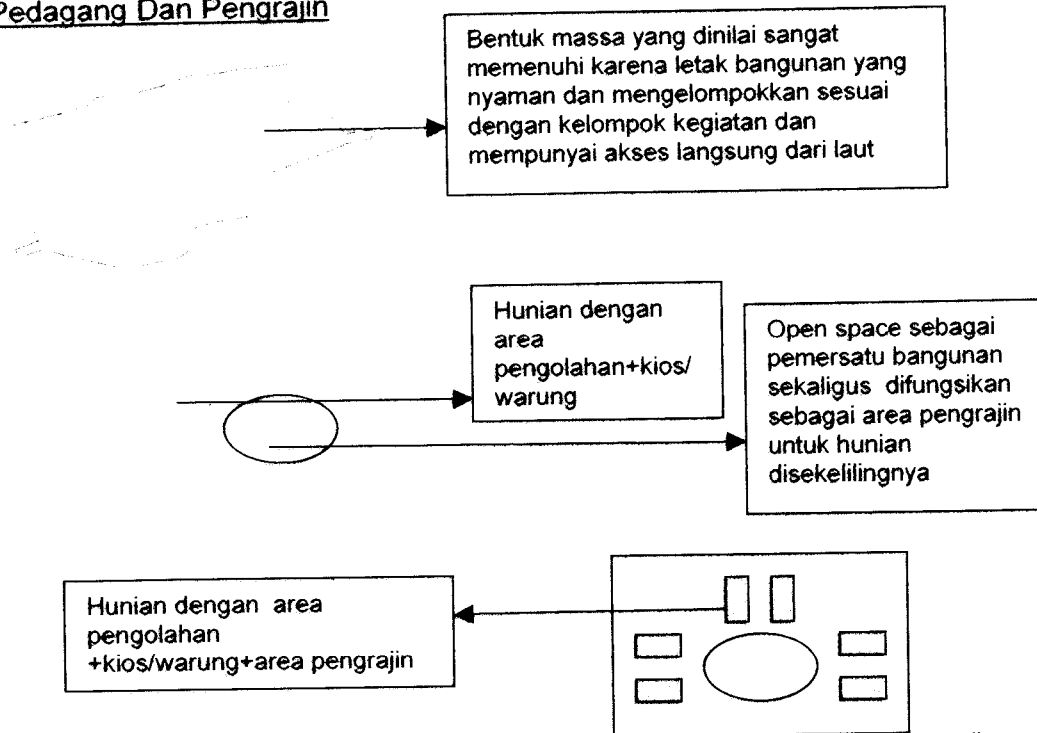 Pedagang Dan Pengrajin
Bentuk massa yang dinilai sangat
memenuhi karena letak bangunan yang
nyaman dan mengelompokkan sesuai
dengan kelompok kegiatan dan
mempunyai akses langsung dari laut
Hunian dengan
area
pengolahan+kios/
warung
Open space sebagai
pemersatu bangunan
sekaligus difungsikan
sebagai area pengrajin
untuk hunian
disekelilingnya
Hunian dengan area
pengolahan
+kios/warung+area pengrajin